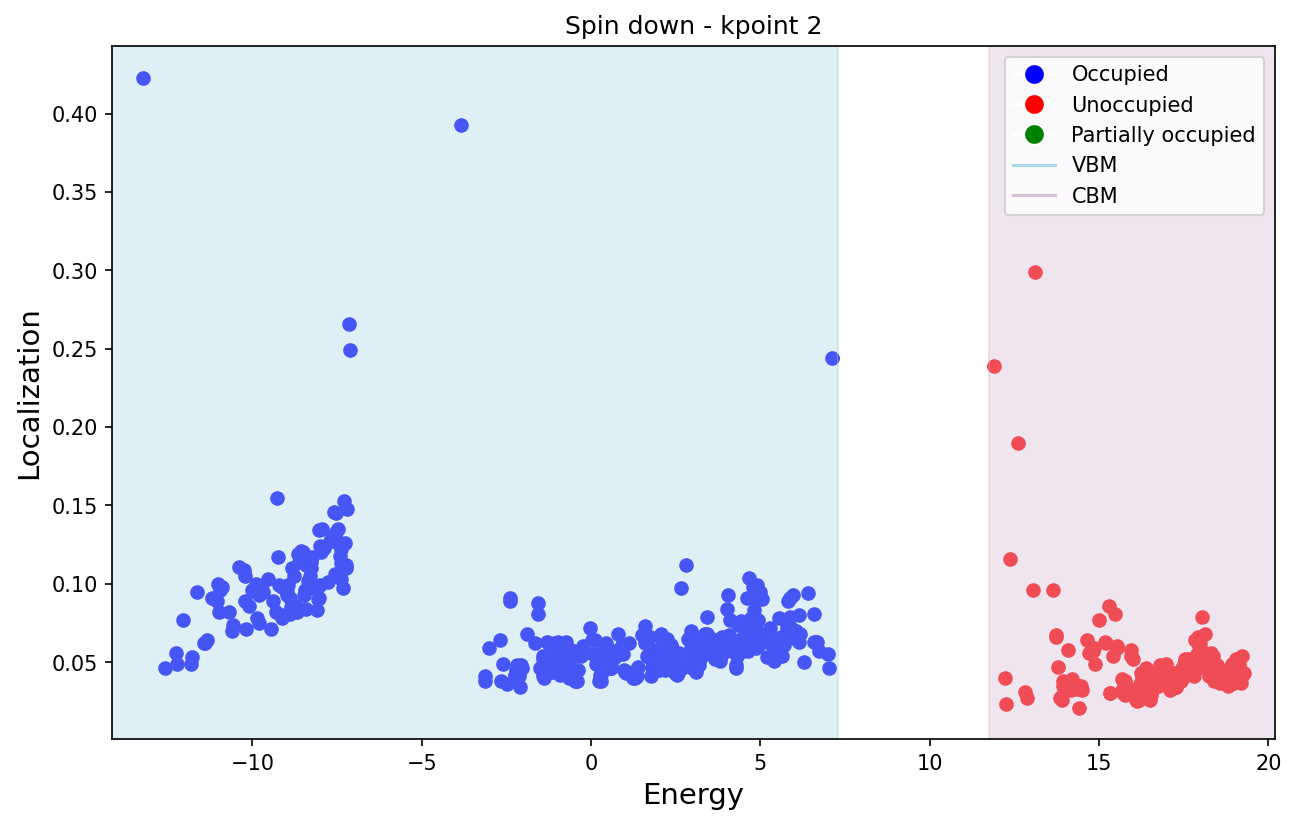 Spin down - kpoint 2
Localization
0.40
0.35
0.30
0.25
0.20
0.15
0.10
0.05
Occupied
Unoccupied
Partially occupied
VBM
CBM
−10
−5
0
5
10
15
20
Energy